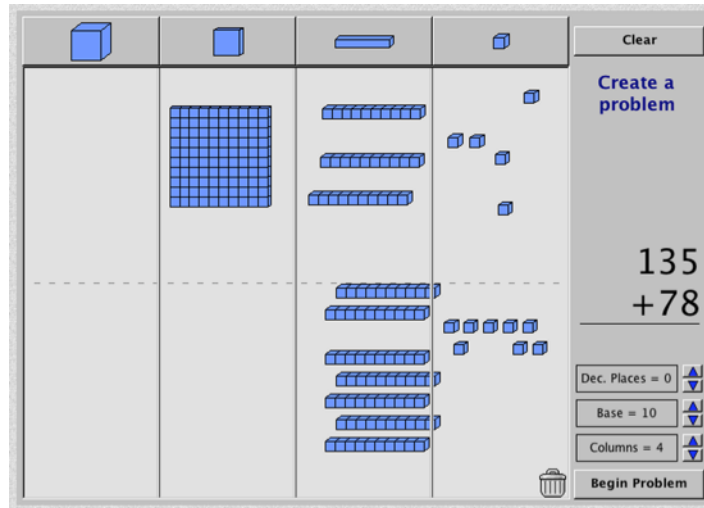 Clear
Create a
problem
135
+78
Dec. Places = 0
Base = 10
Columns = 4
Begin Problem